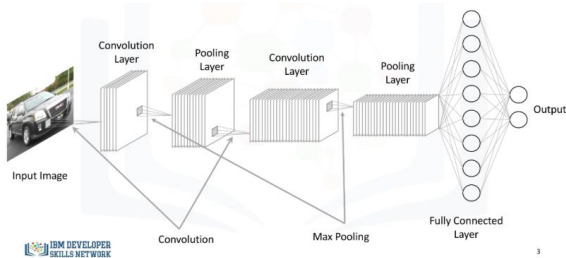 Convolution
Layer
Pooling
Layer
Convolution
Layer
Pooling
Layer
Output
Input Image
Convolution
Max Pooling
Fully Connected
Layer
IBM DEVELOPER
SKILLS NETWORK
3